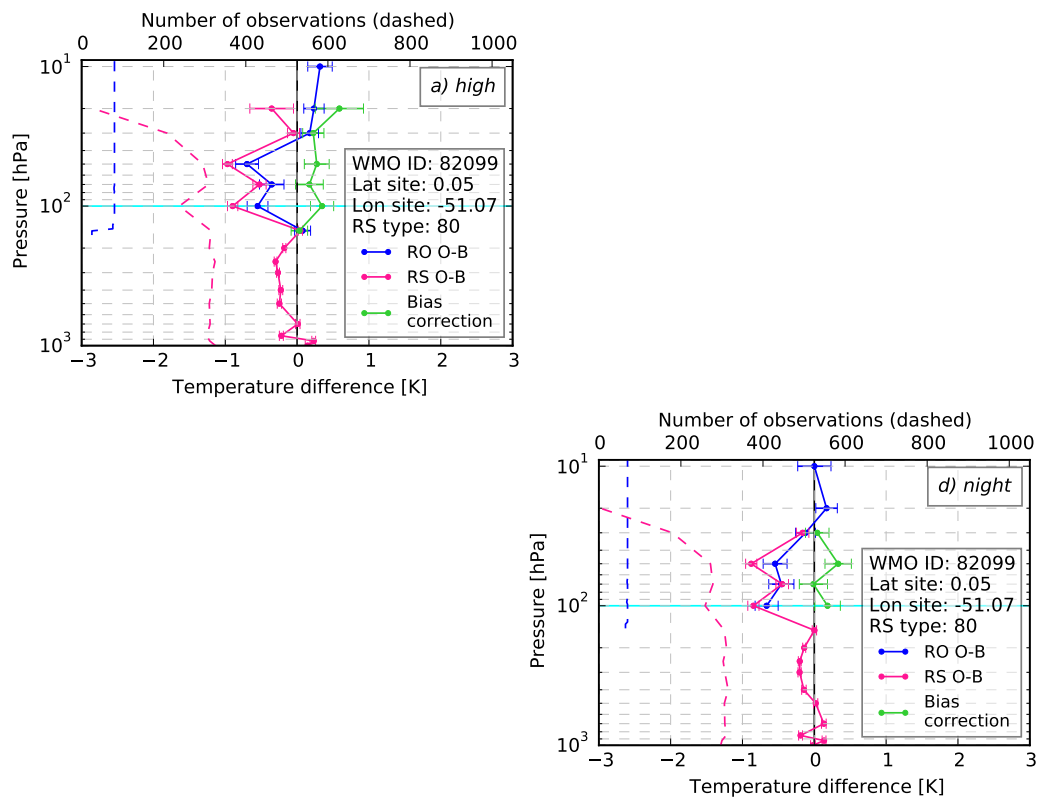 Number of observations (dashed)
0 200 400 600 800 1000
10¹
a) high
WMO ID: 82099
Lat site: 0.05
Lon site: -51.07
RS type: 80
RO O-B
RS O-B
Bias
correction
10²
10³
Pressure [hPa]
−3 −2 −1 0 1 2 3
Temperature difference [K]
Number of observations (dashed)
0 200 400 600 800 1000
10¹
d) night
WMO ID: 82099
Lat site: 0.05
Lon site: -51.07
RS type: 80
RO O-B
RS O-B
Bias
correction
10²
10³
Pressure [hPa]
−3 −2 −1 0 1 2 3
Temperature difference [K]